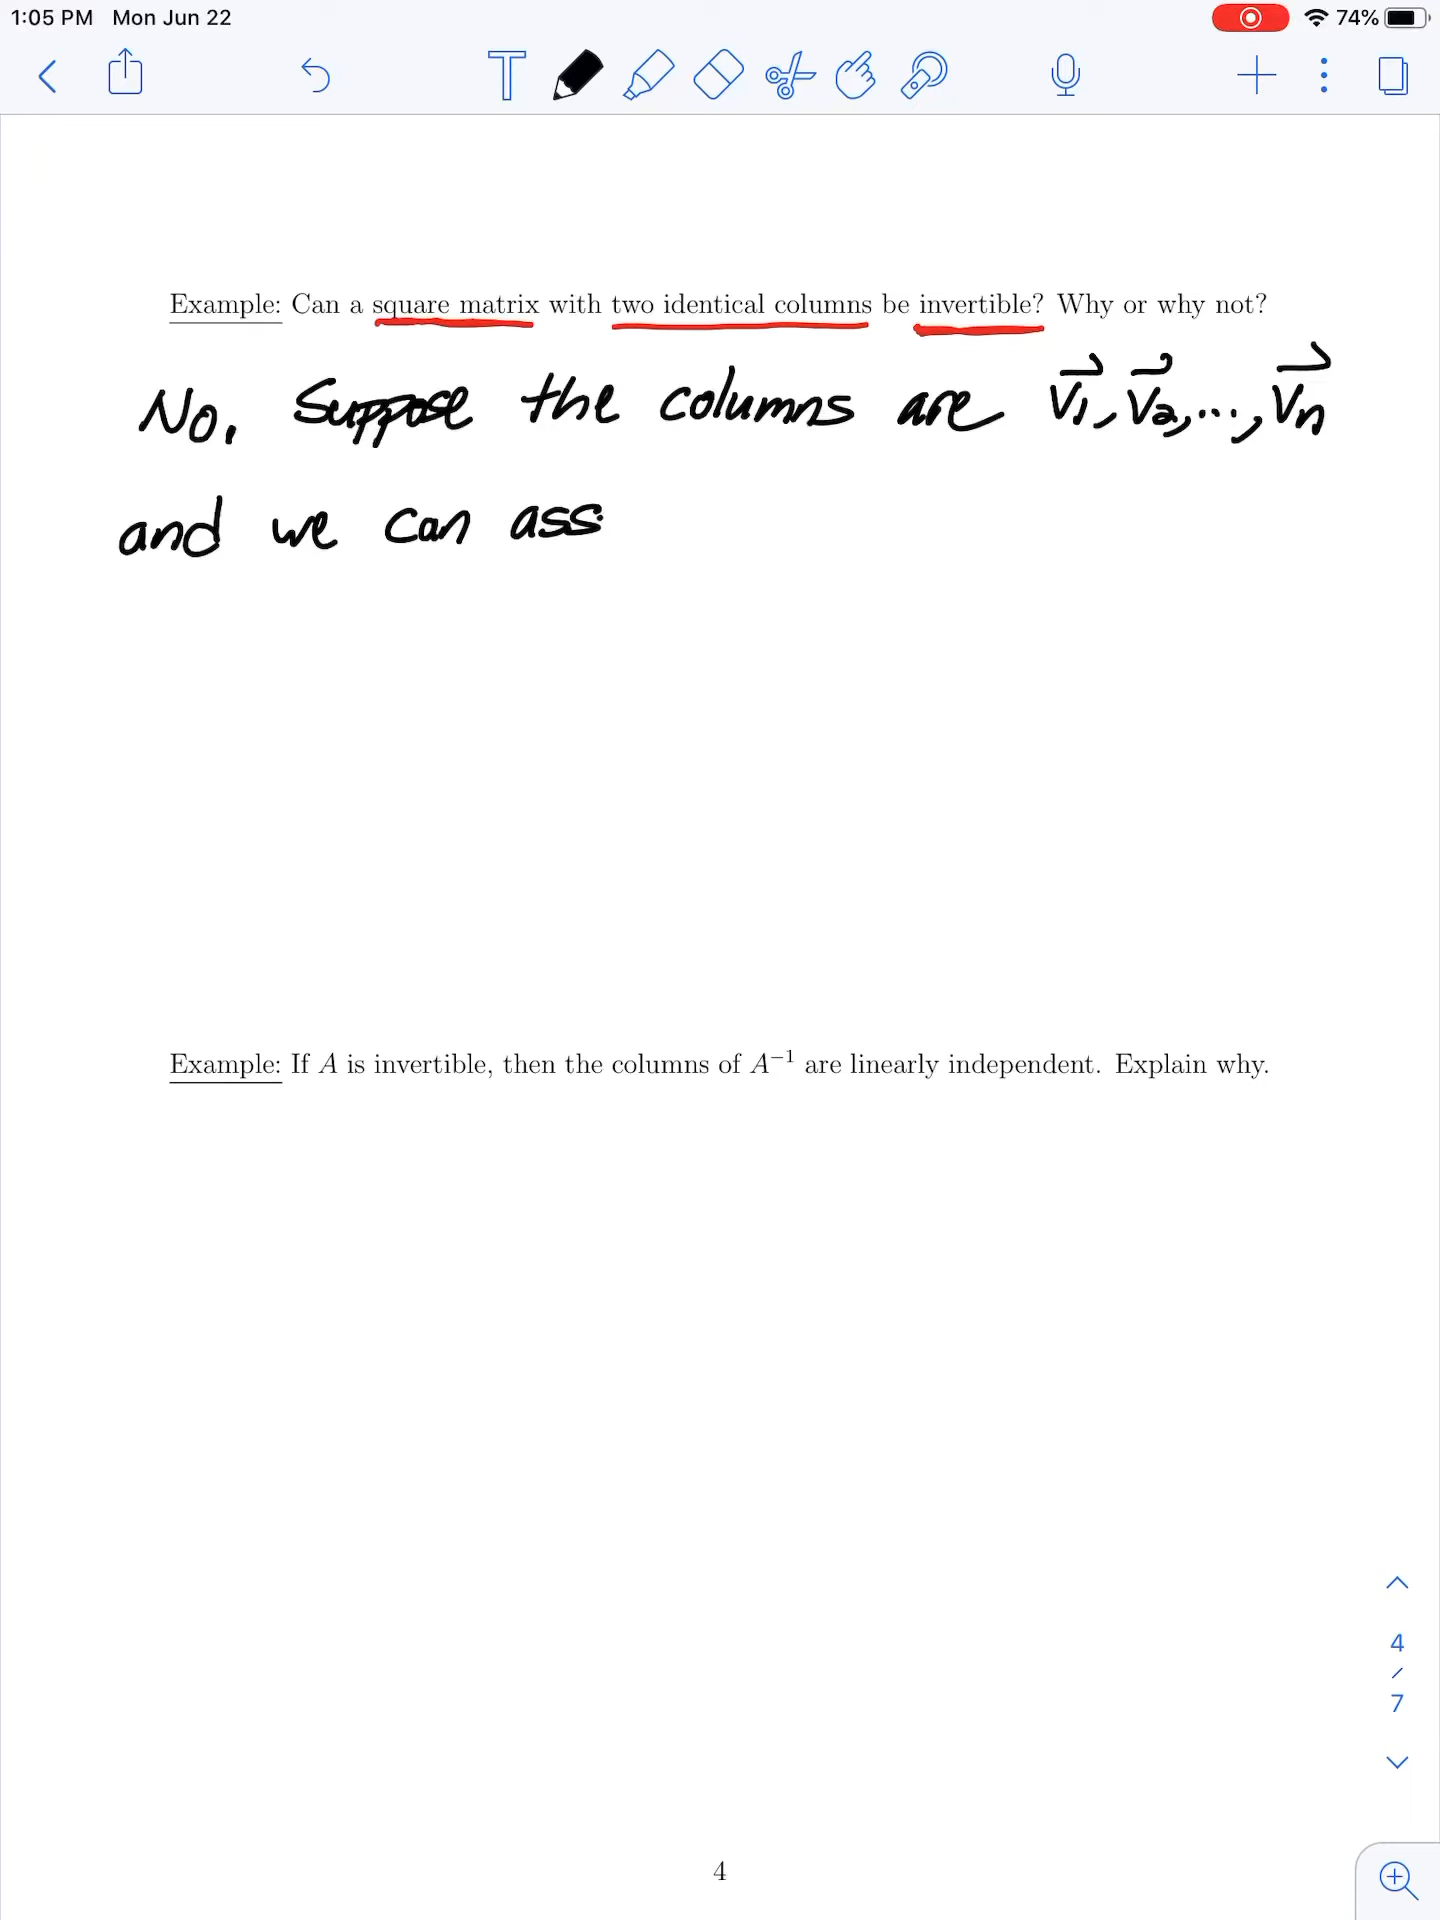 1:05 PM Mon Jun 22 74%
Example: Can a square matrix with two identical columns be invertible? Why or why not?
No. Suppose the columns are v⃗1, v⃗2, ..., v⃗n
and we can ass
Example: If A is invertible, then the columns of A⁻¹ are linearly independent. Explain why.
4
/
7
4